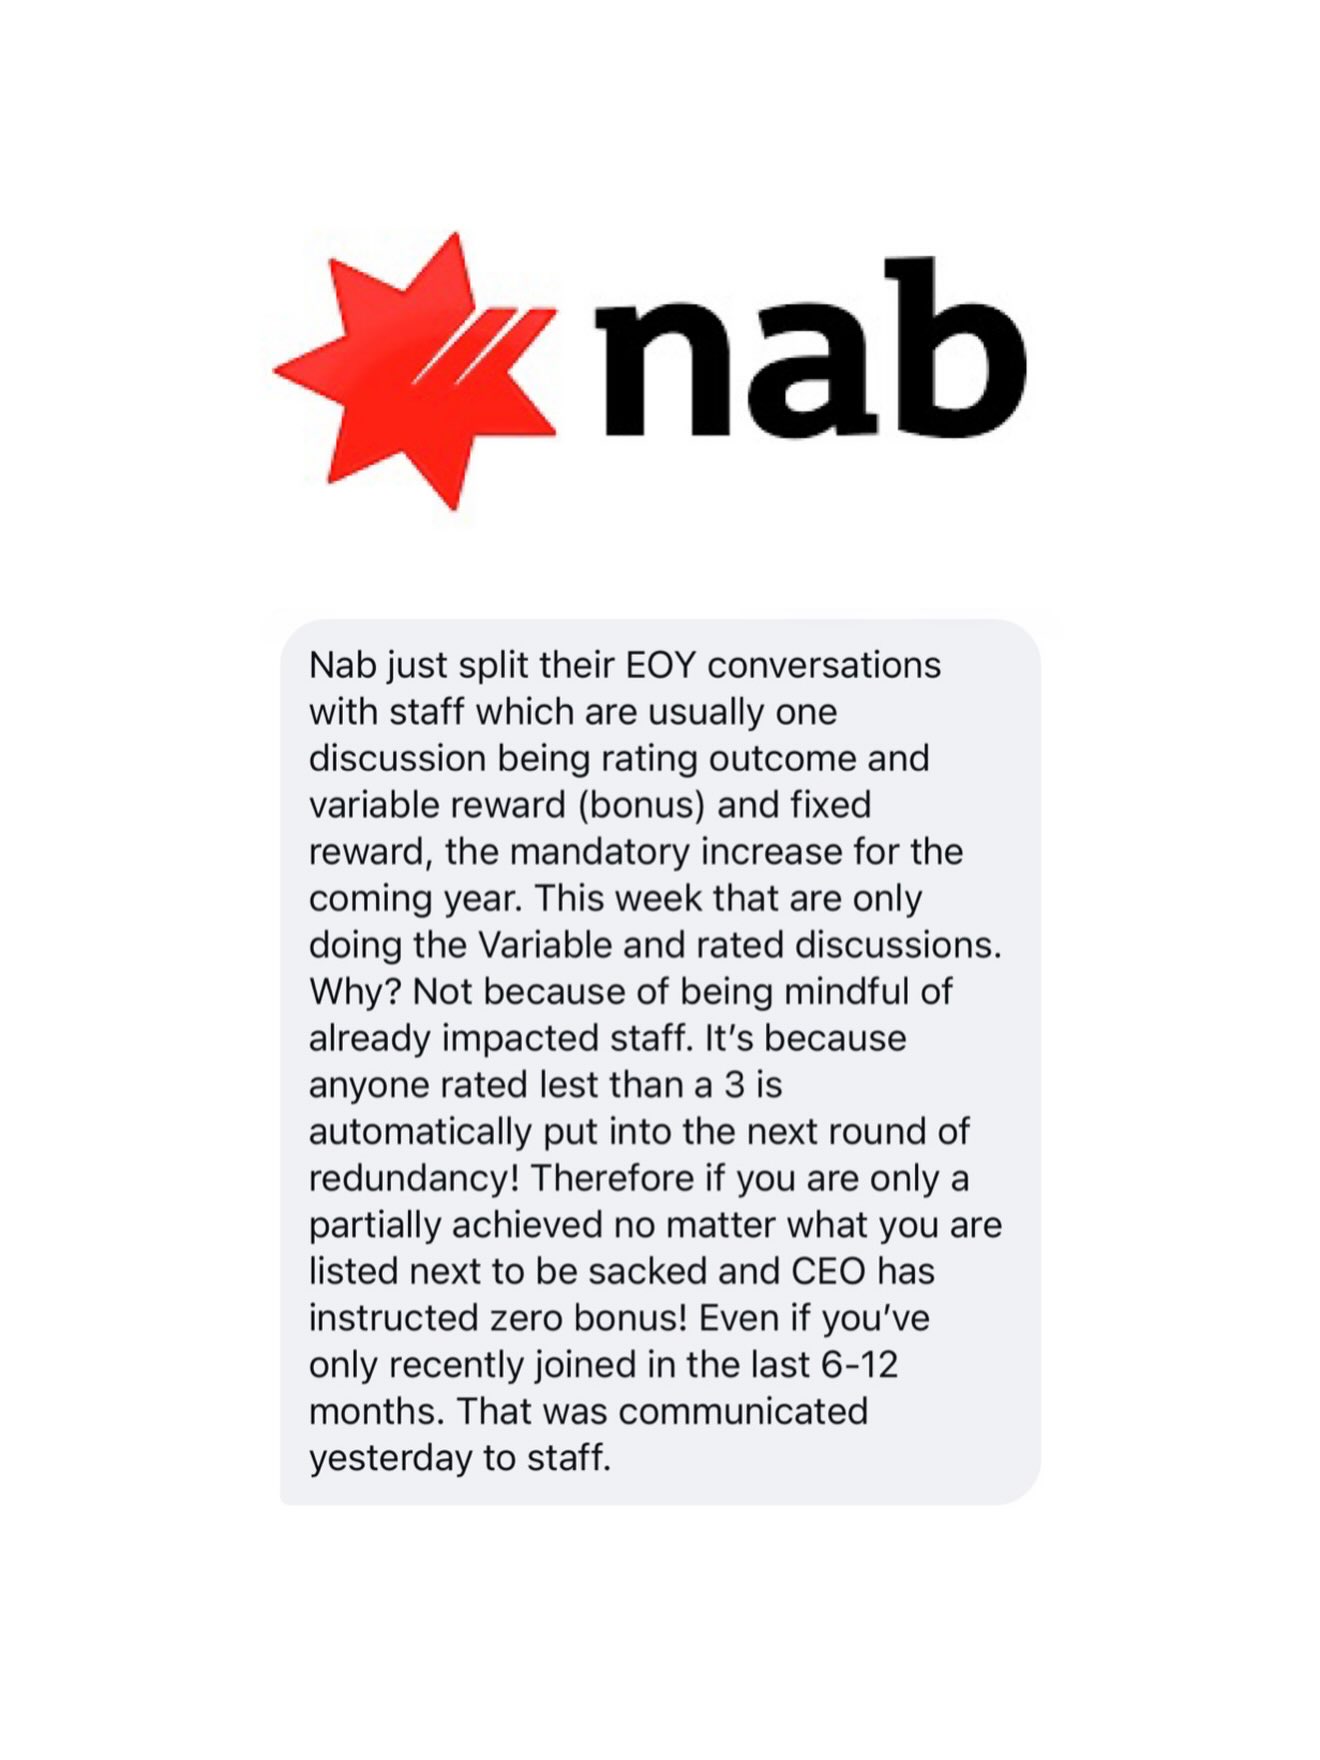 nab
Nab just split their EOY conversations
with staff which are usually one
discussion being rating outcome and
variable reward (bonus) and fixed
reward, the mandatory increase for the
coming year. This week that are only
doing the Variable and rated discussions.
Why? Not because of being mindful of
already impacted staff. It’s because
anyone rated lest than a 3 is
automatically put into the next round of
redundancy! Therefore if you are only a
partially achieved no matter what you are
listed next to be sacked and CEO has
instructed zero bonus! Even if you’ve
only recently joined in the last 6-12
months. That was communicated
yesterday to staff.